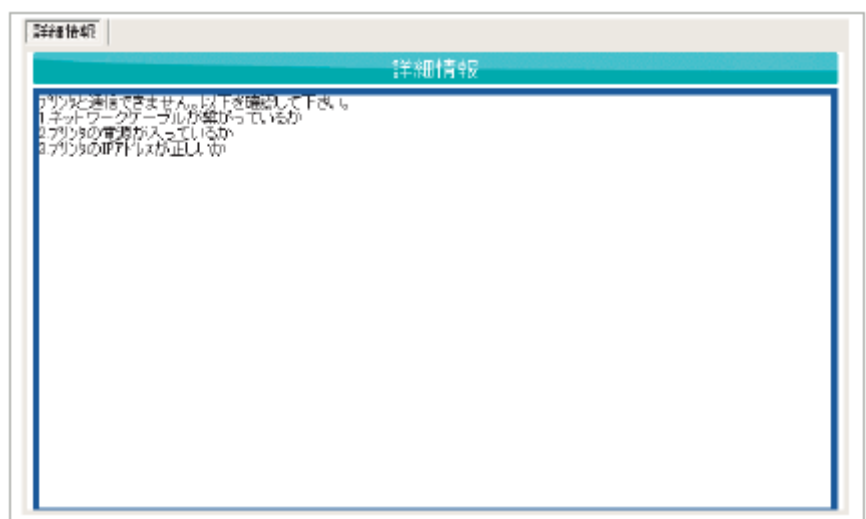 詳細情報
詳細情報
プリンタと通信できません。以下を確認して下さい。
1.ネットワークケーブルが繋がっているか
2.プリンタの電源が入っているか
3.プリンタのIPアドレスが正しいか